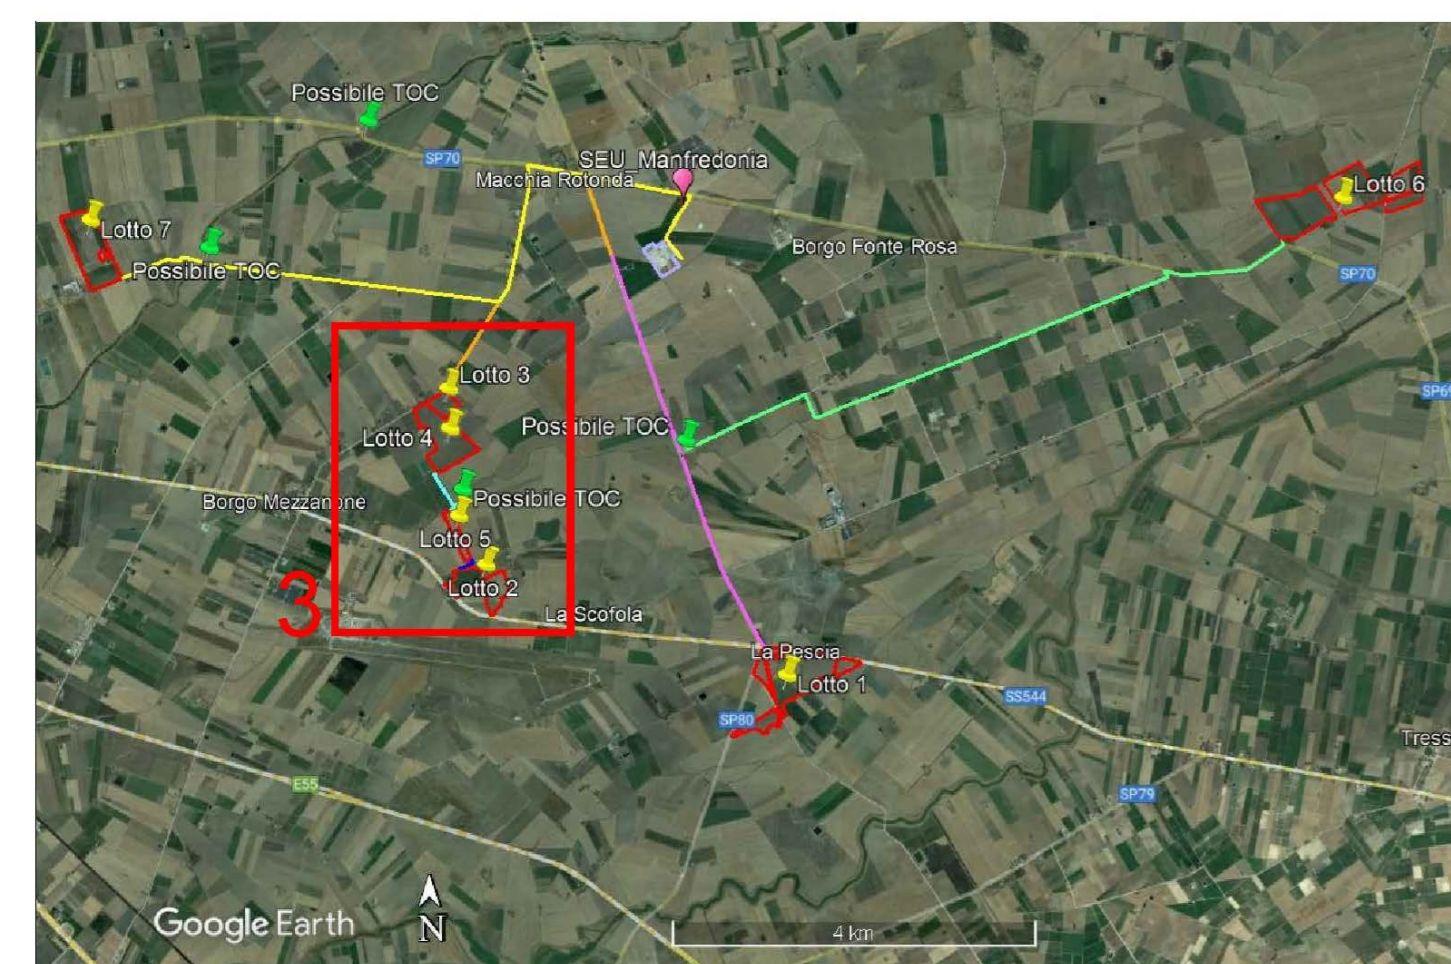 Possibile TOC
SP70
SEU_Manfredonia
Macchia Rotonda
Lotto 6
Lotto 7
Borgo Fonte Rosa
Possibile TOC
SP70
Lotto 3
SP69
Possibile TOC
Lotto 4
Borgo Mezzanone
Possibile TOC
Lotto 5
Lotto 2
3
La Scofola
La Pescia
Lotto 1
SS544
SP80
Tress
E55
SP79
Google Earth
N
4 km